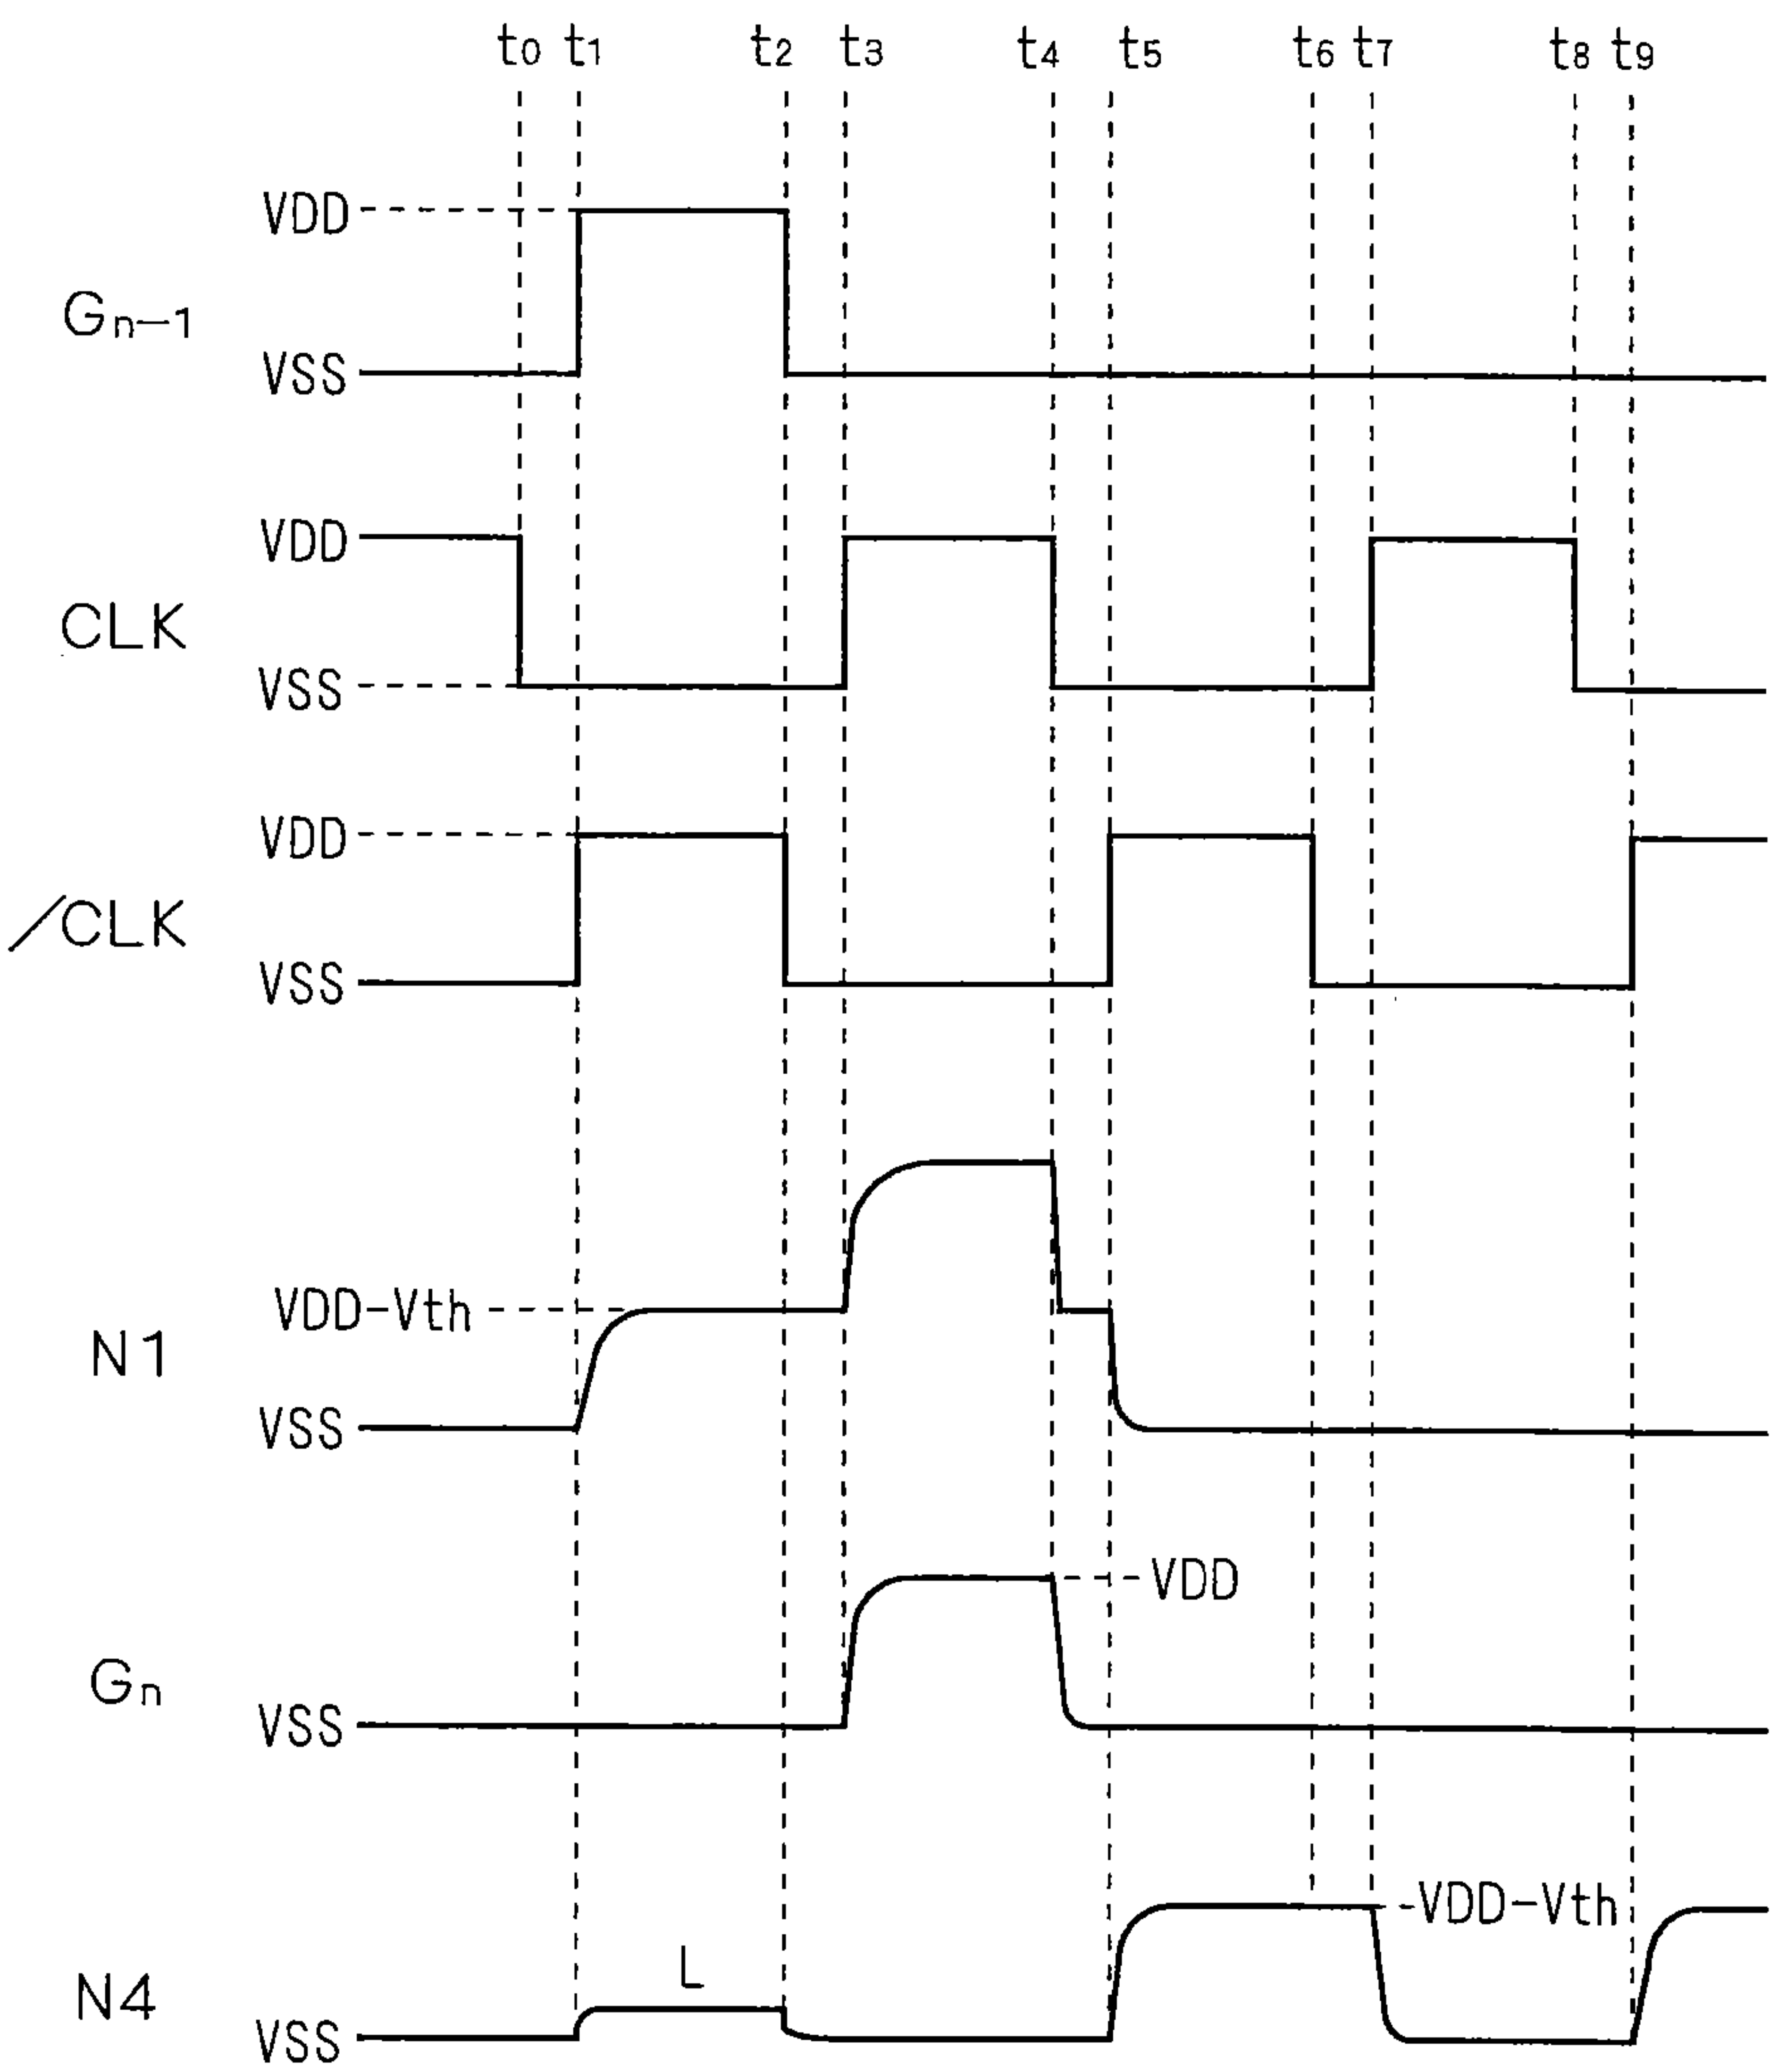 t0 t1 t2 t3 t4 t5 t6 t7 t8 t9
VDD
Gn-1
VSS
VDD
CLK
VSS
VDD
/CLK
VSS
VDD-Vth
N1
VSS
VDD
Gn
VSS
VDD-Vth
L
N4
VSS